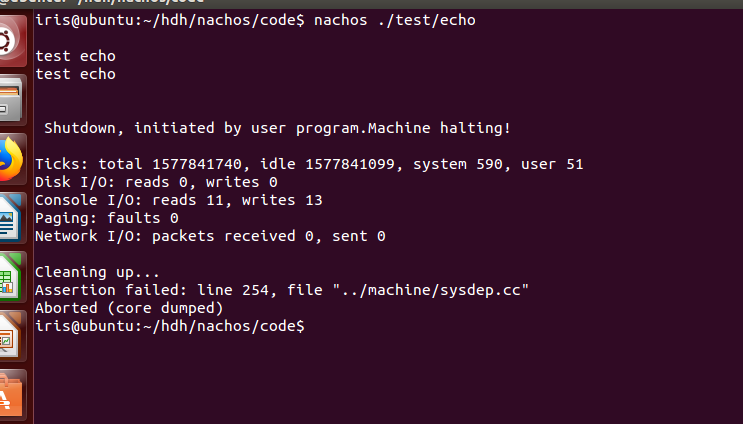 iris@ubuntu:~/hdh/nachos/code$ nachos ./test/echo
test echo
test echo
Shutdown, initiated by user program.Machine halting!
Ticks: total 1577841740, idle 1577841099, system 590, user 51
Disk I/O: reads 0, writes 0
Console I/O: reads 11, writes 13
Paging: faults 0
Network I/O: packets received 0, sent 0
Cleaning up...
Assertion failed: line 254, file "../machine/sysdep.cc"
Aborted (core dumped)
iris@ubuntu:~/hdh/nachos/code$